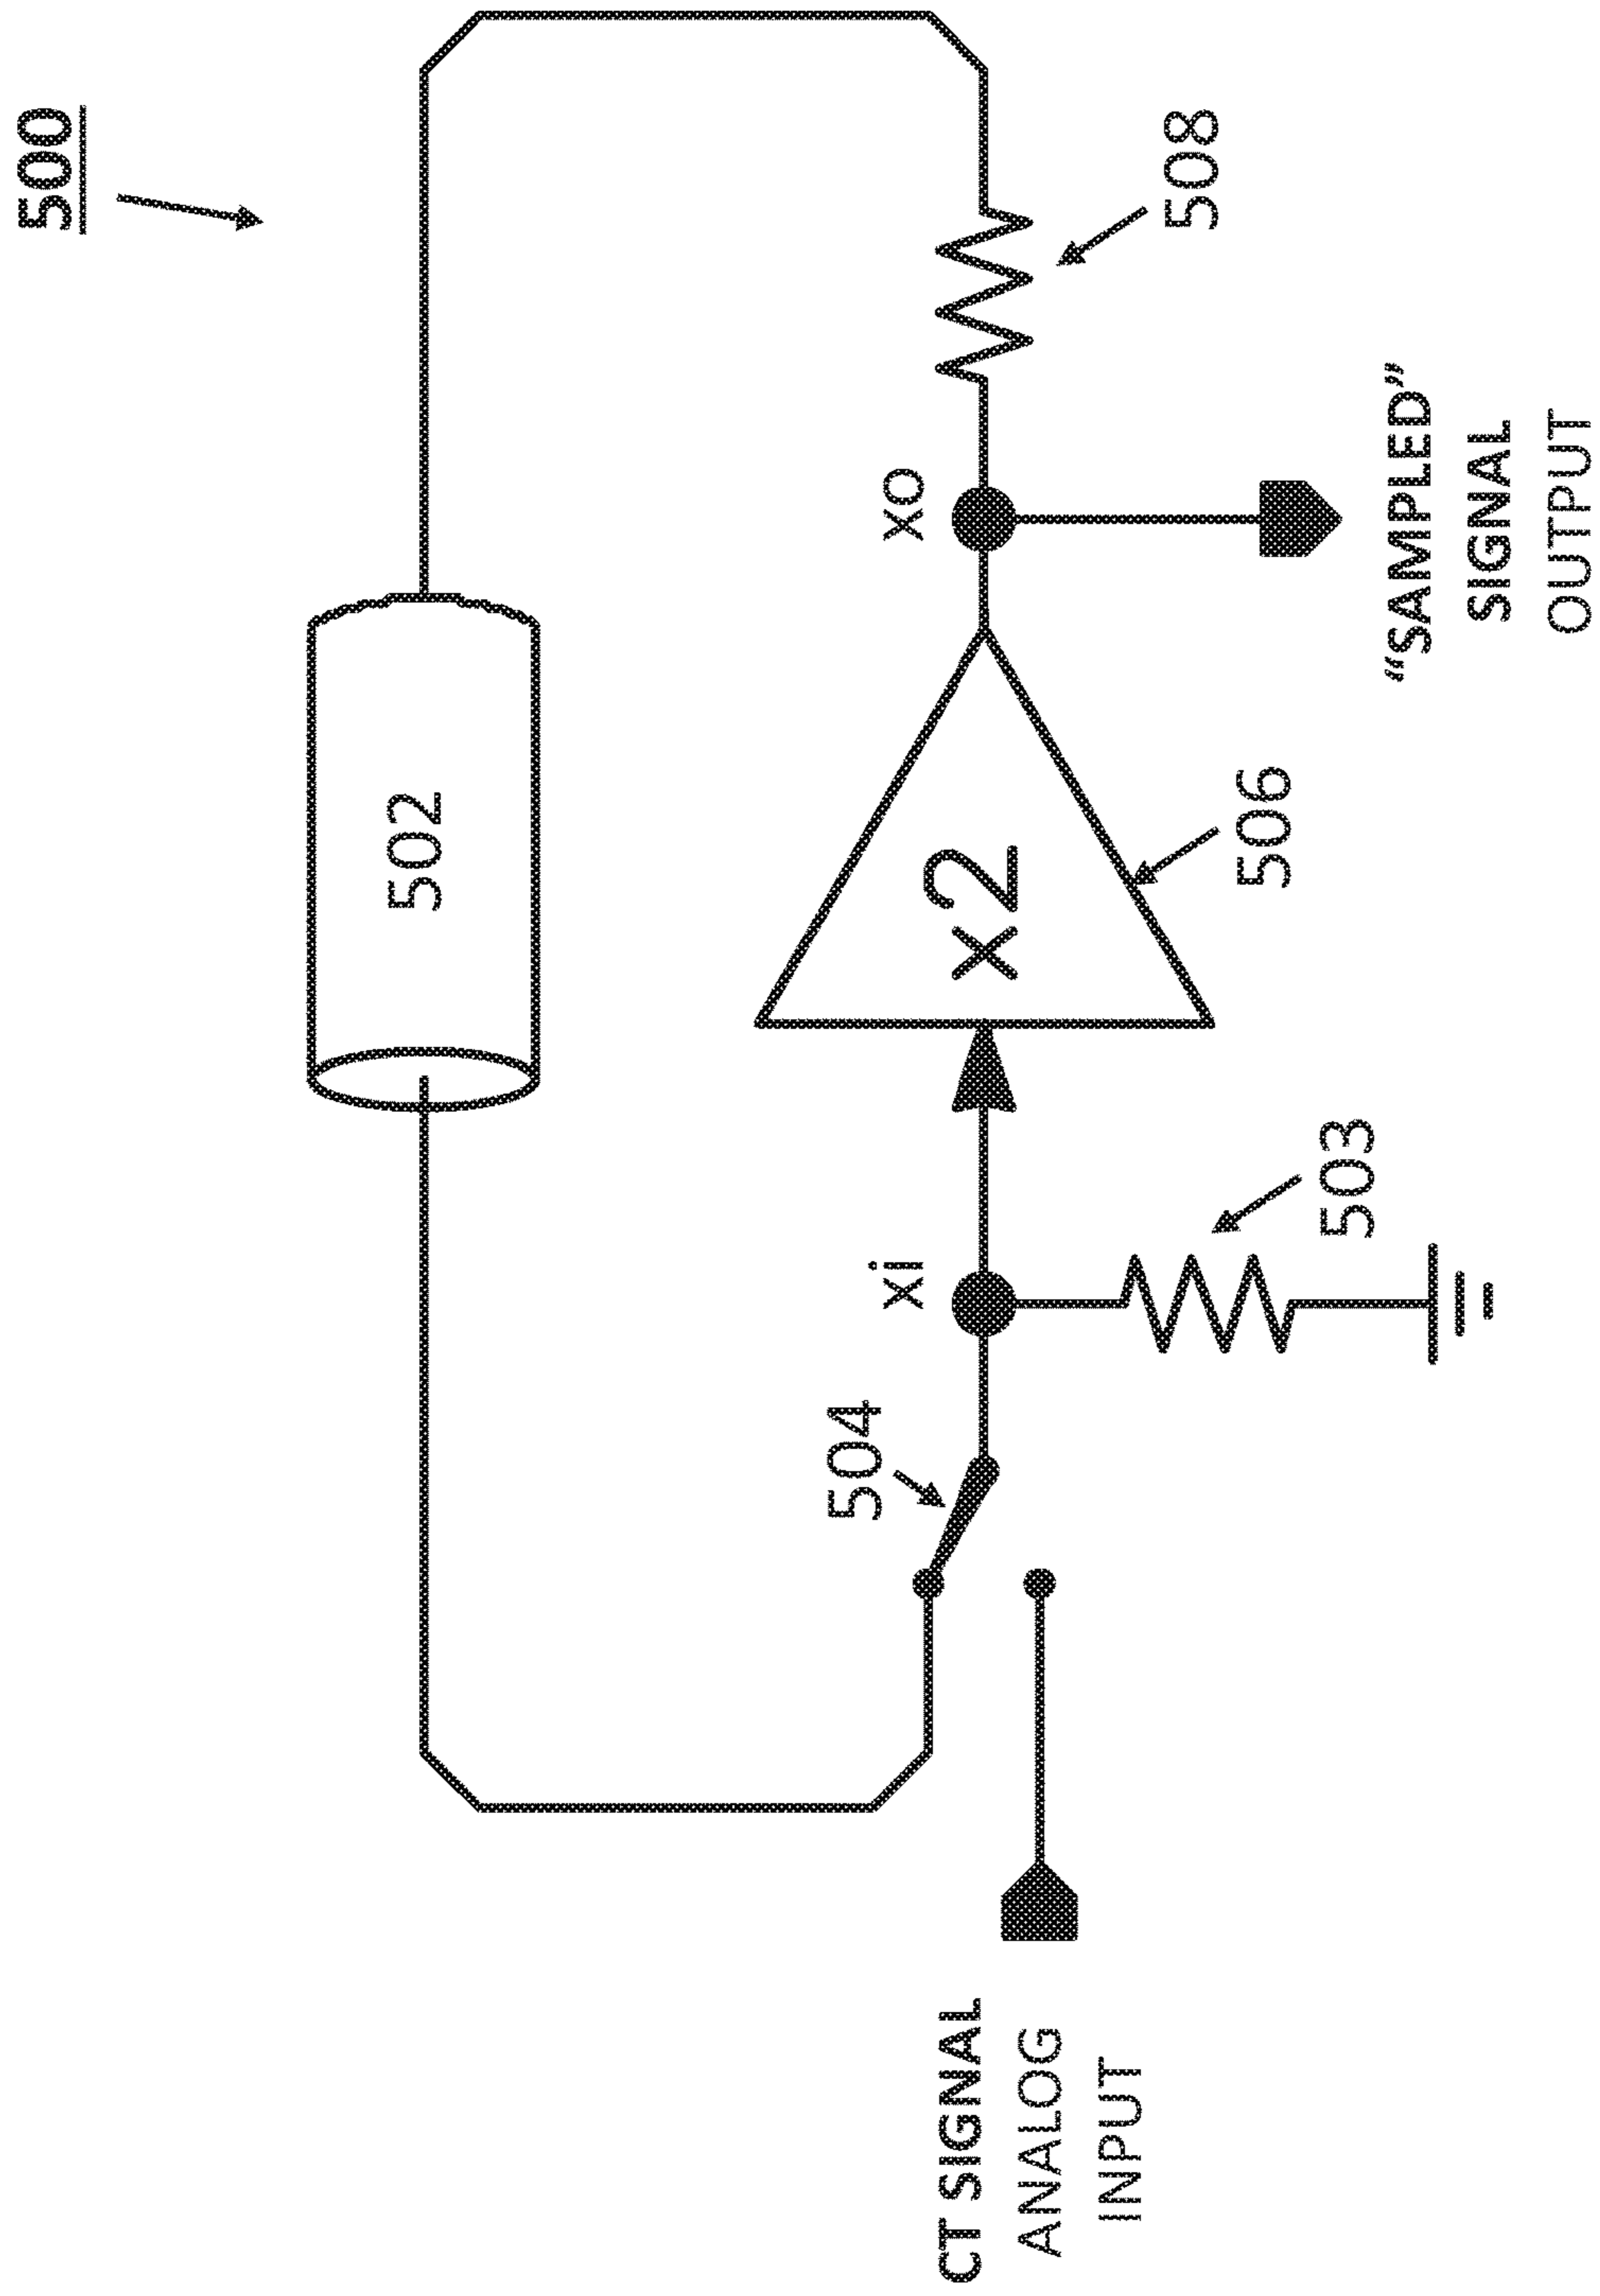 500
502
504
xi
x2
xo
508
506
503
CT SIGNAL
ANALOG
INPUT
“SAMPLED”
SIGNAL
OUTPUT